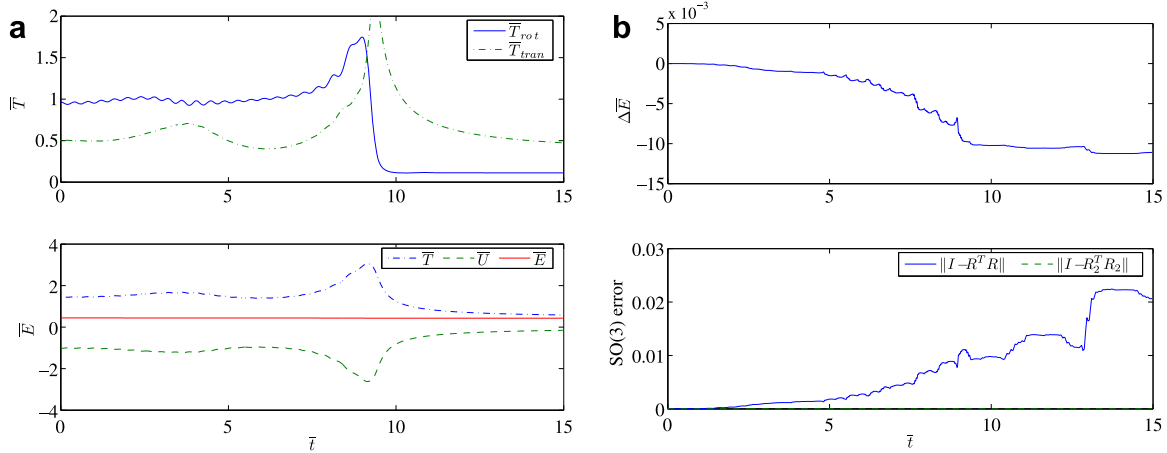 a
2
1.5
1
0.5
0
T̅
T̅rot
T̅tran
0 5 10 15
4
2
0
−2
−4
E̅
T̅ U̅ E̅
0 5 10 15
t̅
b
x 10⁻³
5
0
−5
−10
−15
ΔE̅
0 5 10 15
0.03
0.02
0.01
0
SO(3) error
‖I−RᵀR‖ ‖I−R₂ᵀR₂‖
0 5 10 15
t̅